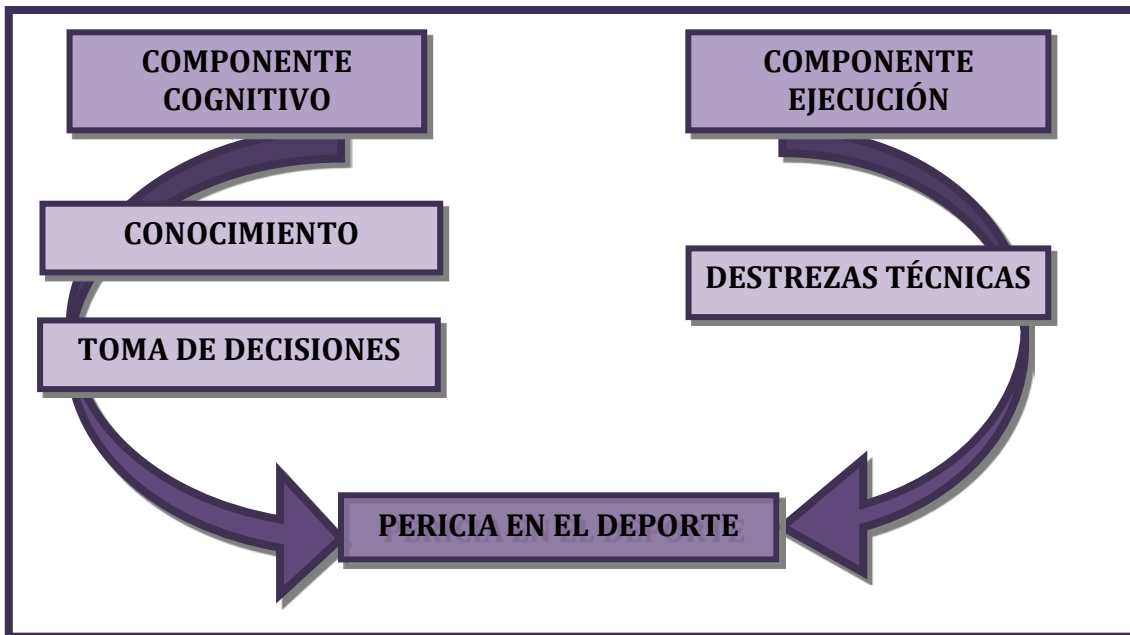 COMPONENTE
COGNITIVO
CONOCIMIENTO
TOMA DE DECISIONES
COMPONENTE
EJECUCIÓN
DESTREZAS TÉCNICAS
PERICIA EN EL DEPORTE